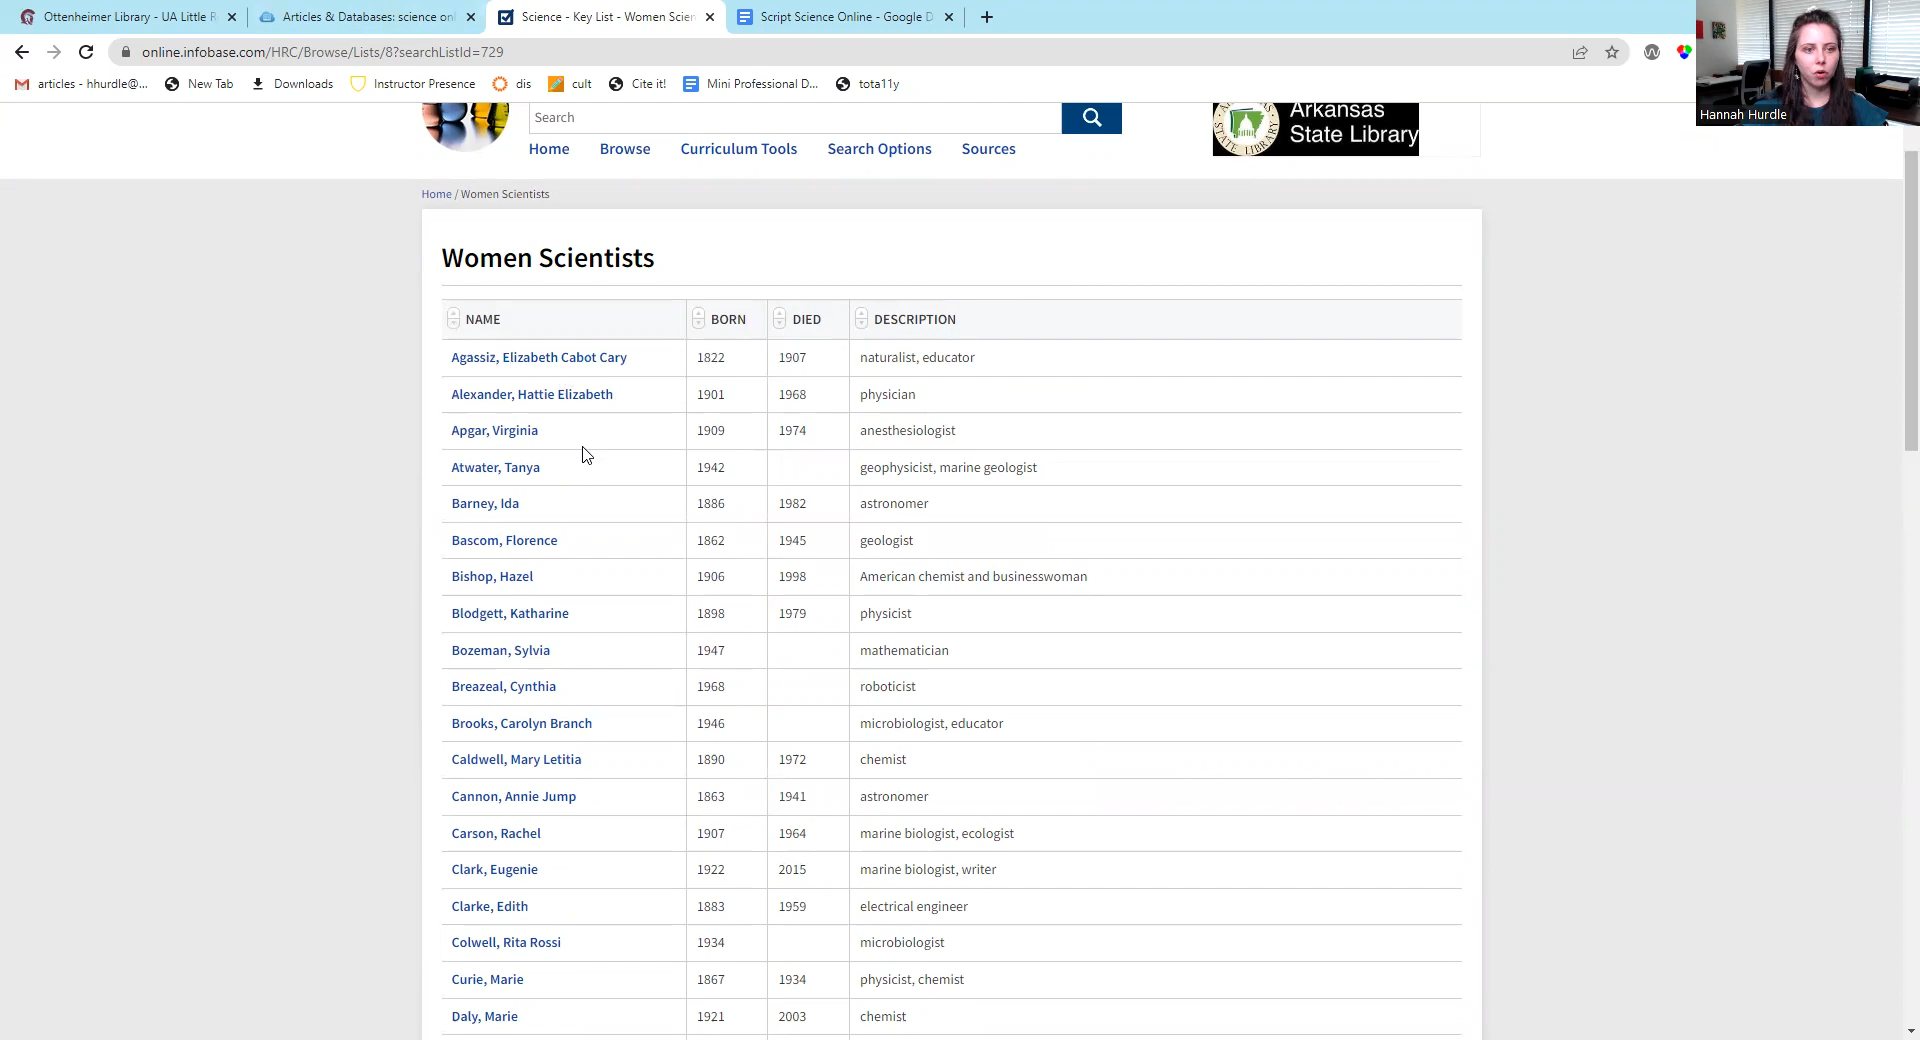 Ottenheimer Library - UA Little R
Articles & Databases: science onl
Science - Key List - Women Scien
Script Science Online - Google D
online.infobase.com/HRC/Browse/Lists/8?searchListId=729
articles - hhurdle@...
New Tab
Downloads
Instructor Presence
dis
cult
Cite it!
Mini Professional D...
tota11y
Hannah Hurdle
Search
Arkansas
State Library
Home
Browse
Curriculum Tools
Search Options
Sources
Home / Women Scientists
Women Scientists
NAME BORN DIED DESCRIPTION
Agassiz, Elizabeth Cabot Cary 1822 1907 naturalist, educator
Alexander, Hattie Elizabeth 1901 1968 physician
Apgar, Virginia 1909 1974 anesthesiologist
Atwater, Tanya 1942 geophysicist, marine geologist
Barney, Ida 1886 1982 astronomer
Bascom, Florence 1862 1945 geologist
Bishop, Hazel 1906 1998 American chemist and businesswoman
Blodgett, Katharine 1898 1979 physicist
Bozeman, Sylvia 1947 mathematician
Breazeal, Cynthia 1968 roboticist
Brooks, Carolyn Branch 1946 microbiologist, educator
Caldwell, Mary Letitia 1890 1972 chemist
Cannon, Annie Jump 1863 1941 astronomer
Carson, Rachel 1907 1964 marine biologist, ecologist
Clark, Eugenie 1922 2015 marine biologist, writer
Clarke, Edith 1883 1959 electrical engineer
Colwell, Rita Rossi 1934 microbiologist
Curie, Marie 1867 1934 physicist, chemist
Daly, Marie 1921 2003 chemist